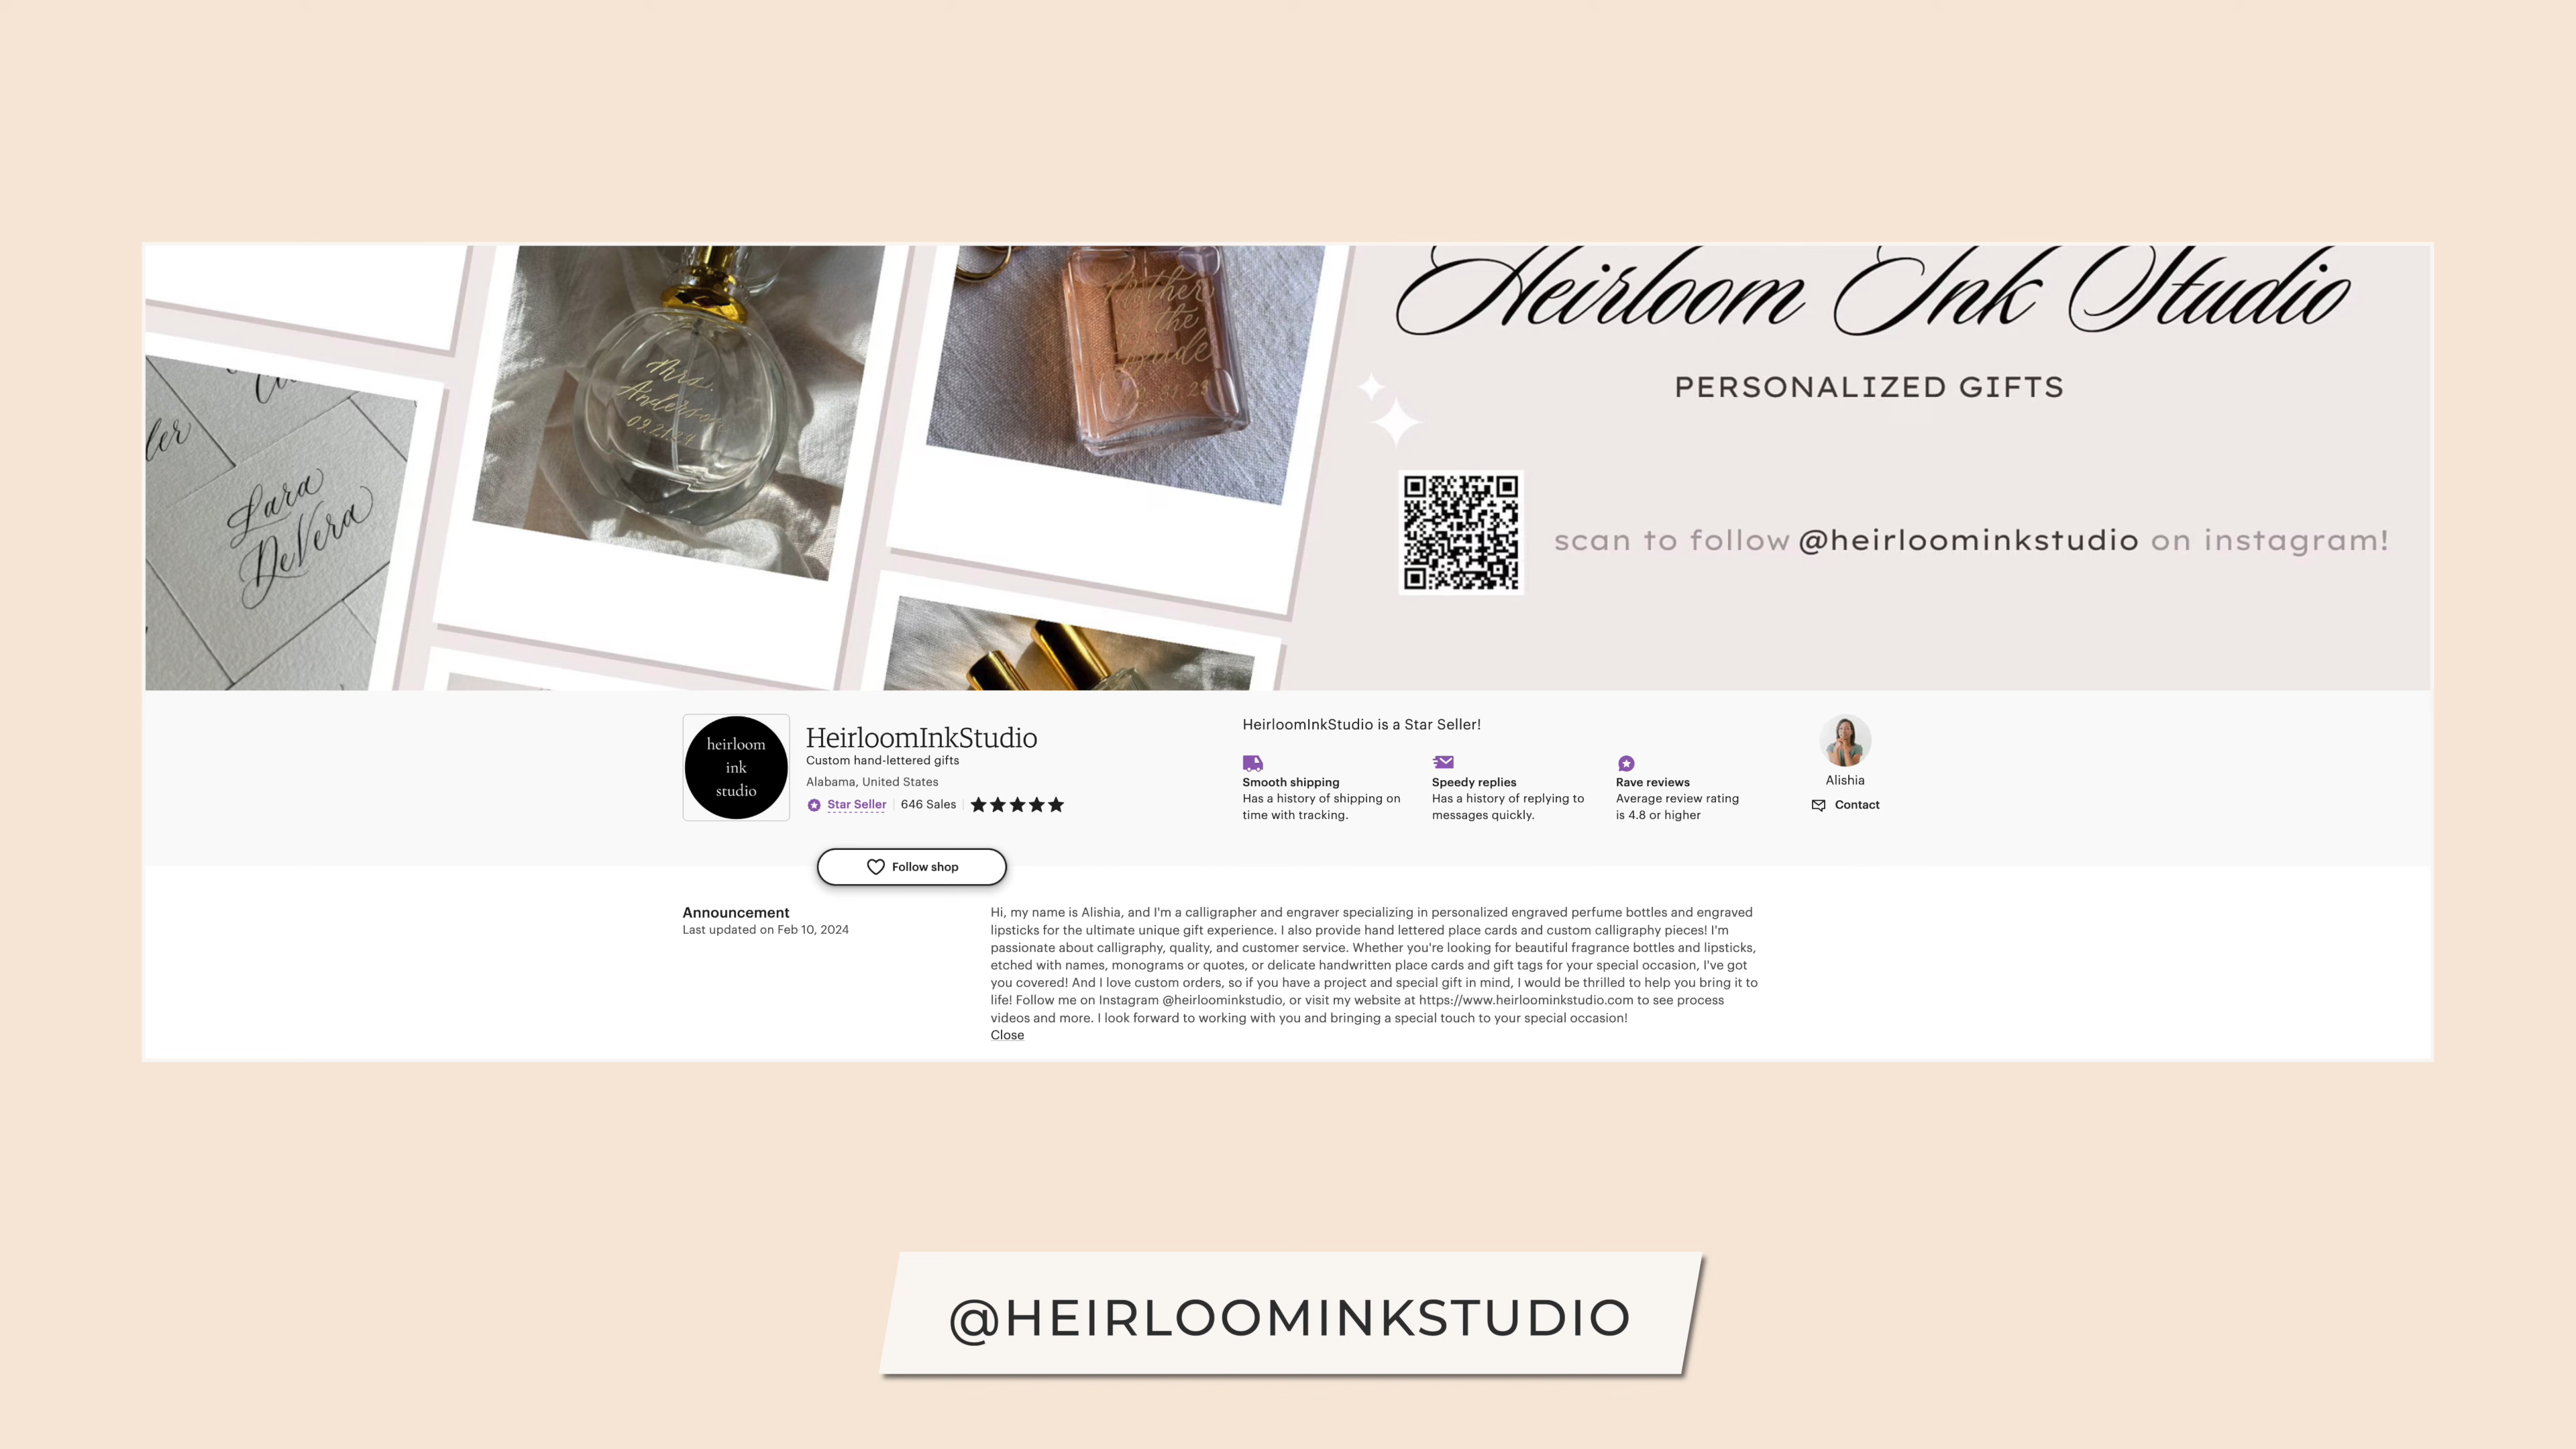 Heirloom Ink Studio
PERSONALIZED GIFTS
scan to follow @heirloominkstudio on instagram!
Mrs.
Anderson
09.21.24
Mother
of the
Bride
ler
Lara
DeVera
heirloom
ink
studio
HeirloomInkStudio
Custom hand-lettered gifts
Alabama, United States
Star Seller
646 Sales
HeirloomInkStudio is a Star Seller!
Smooth shipping
Has a history of shipping on
time with tracking.
Speedy replies
Has a history of replying to
messages quickly.
Rave reviews
Average review rating
is 4.8 or higher
Alishia
Contact
Follow shop
Announcement
Last updated on Feb 10, 2024
Hi, my name is Alishia, and I'm a calligrapher and engraver specializing in personalized engraved perfume bottles and engraved
lipsticks for the ultimate unique gift experience. I also provide hand lettered place cards and custom calligraphy pieces! I'm
passionate about calligraphy, quality, and customer service. Whether you're looking for beautiful fragrance bottles and lipsticks,
etched with names, monograms or quotes, or delicate handwritten place cards and gift tags for your special occasion, I've got
you covered! And I love custom orders, so if you have a project and special gift in mind, I would be thrilled to help you bring it to
life! Follow me on Instagram @heirloominkstudio, or visit my website at https://www.heirloominkstudio.com to see process
videos and more. I look forward to working with you and bringing a special touch to your special occasion!
Close
@HEIRLOOMINKSTUDIO